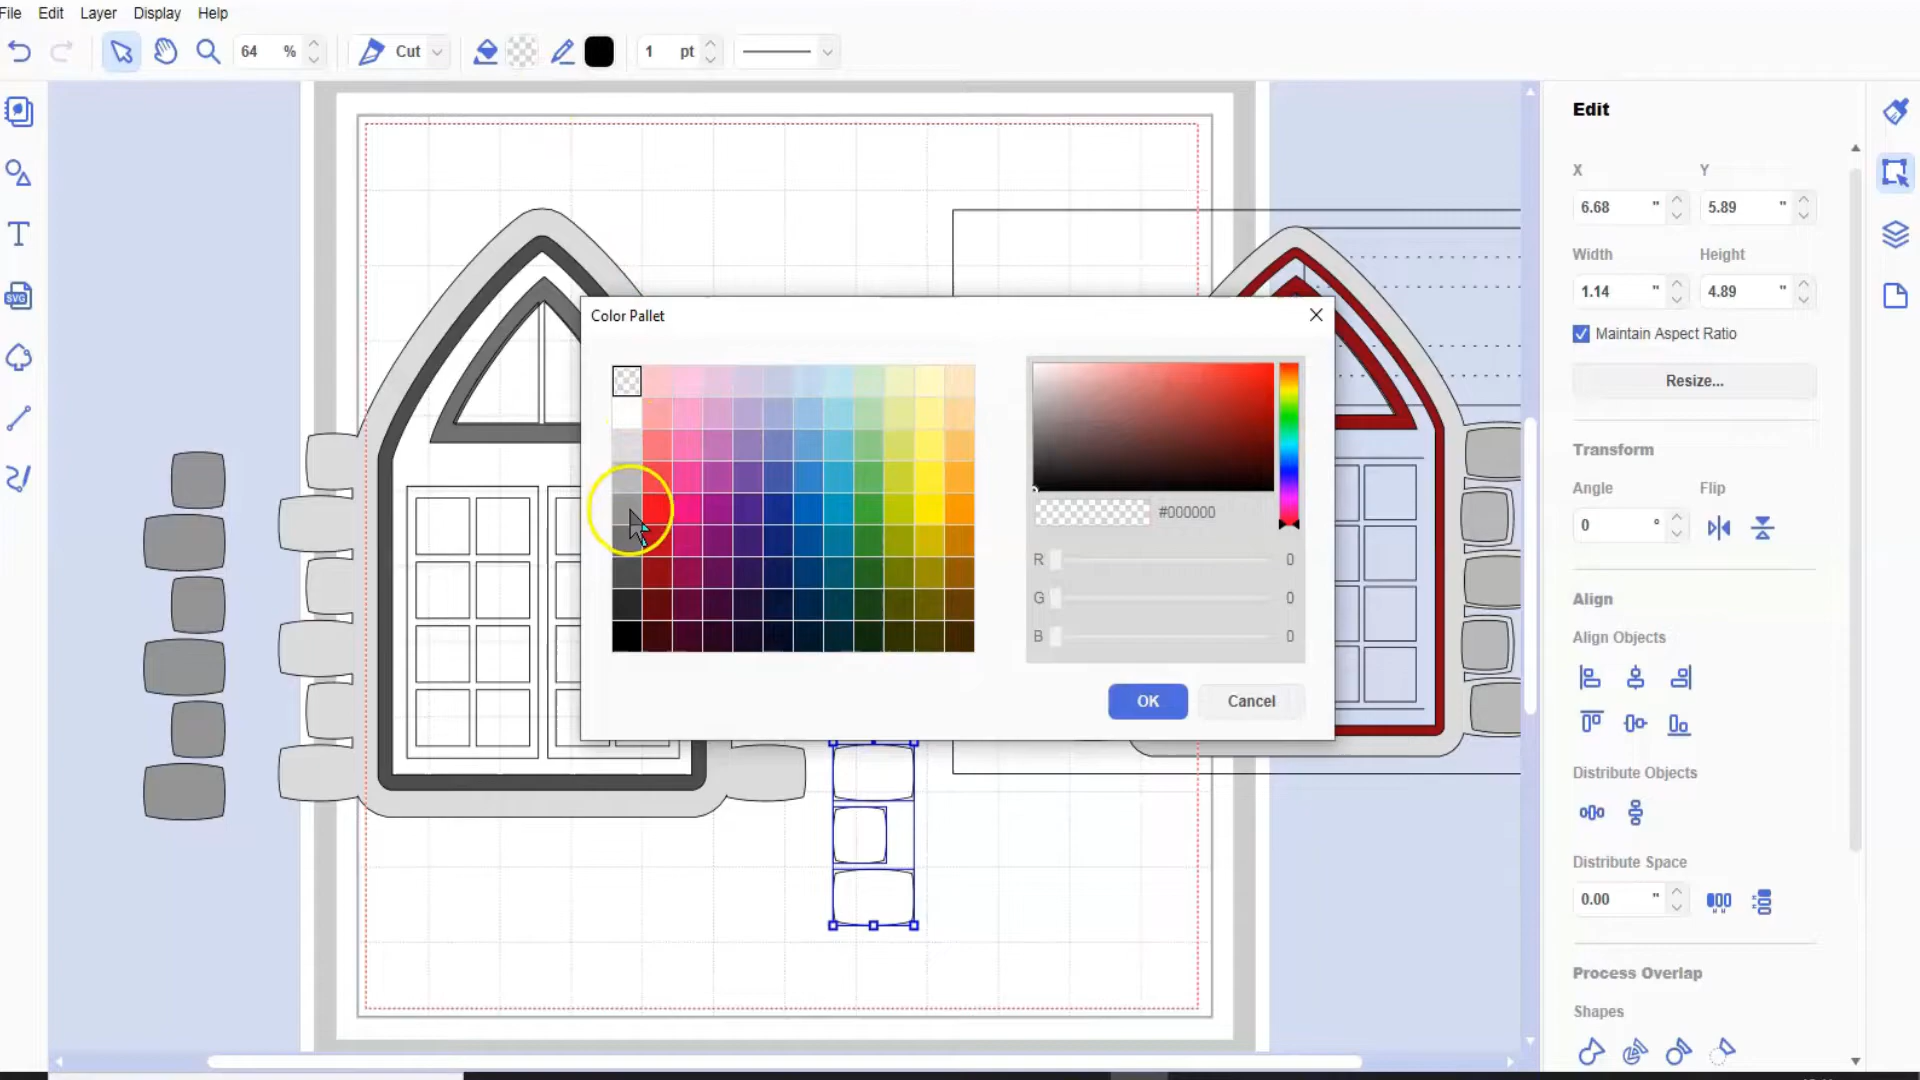 File Edit Layer Display Help
64 % Cut 1 pt
Edit
X Y
6.68 " 5.89 "
Width Height
1.14 " 4.89 "
Maintain Aspect Ratio
Resize...
Transform
Angle Flip
0 °
Align
Align Objects
Distribute Objects
Distribute Space
0.00 "
Process Overlap
Shapes
SVG
Color Pallet
#000000
R 0
G 0
B 0
OK Cancel